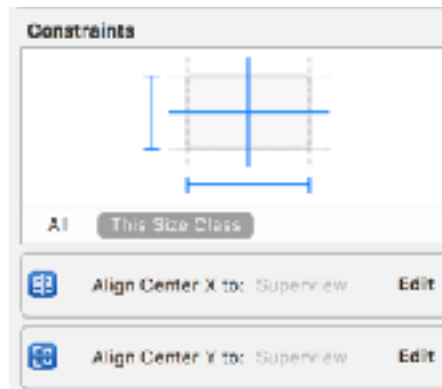 Constraints
All This Size Class
Align Center X to: Superview Edit
Align Center Y to: Superview Edit